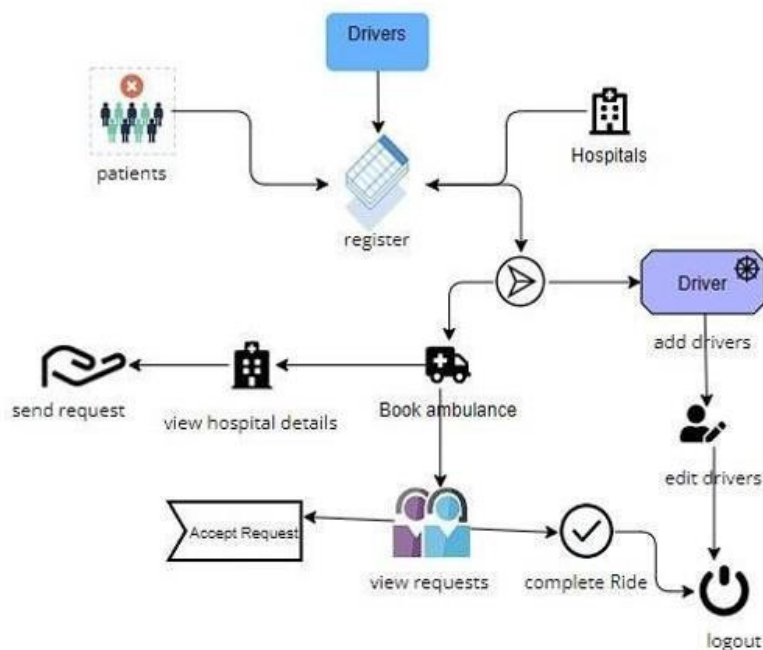 Drivers
patients
Hospitals
register
Driver
add drivers
send request
view hospital details
Book ambulance
edit drivers
Accept Request
view requests
complete Ride
logout